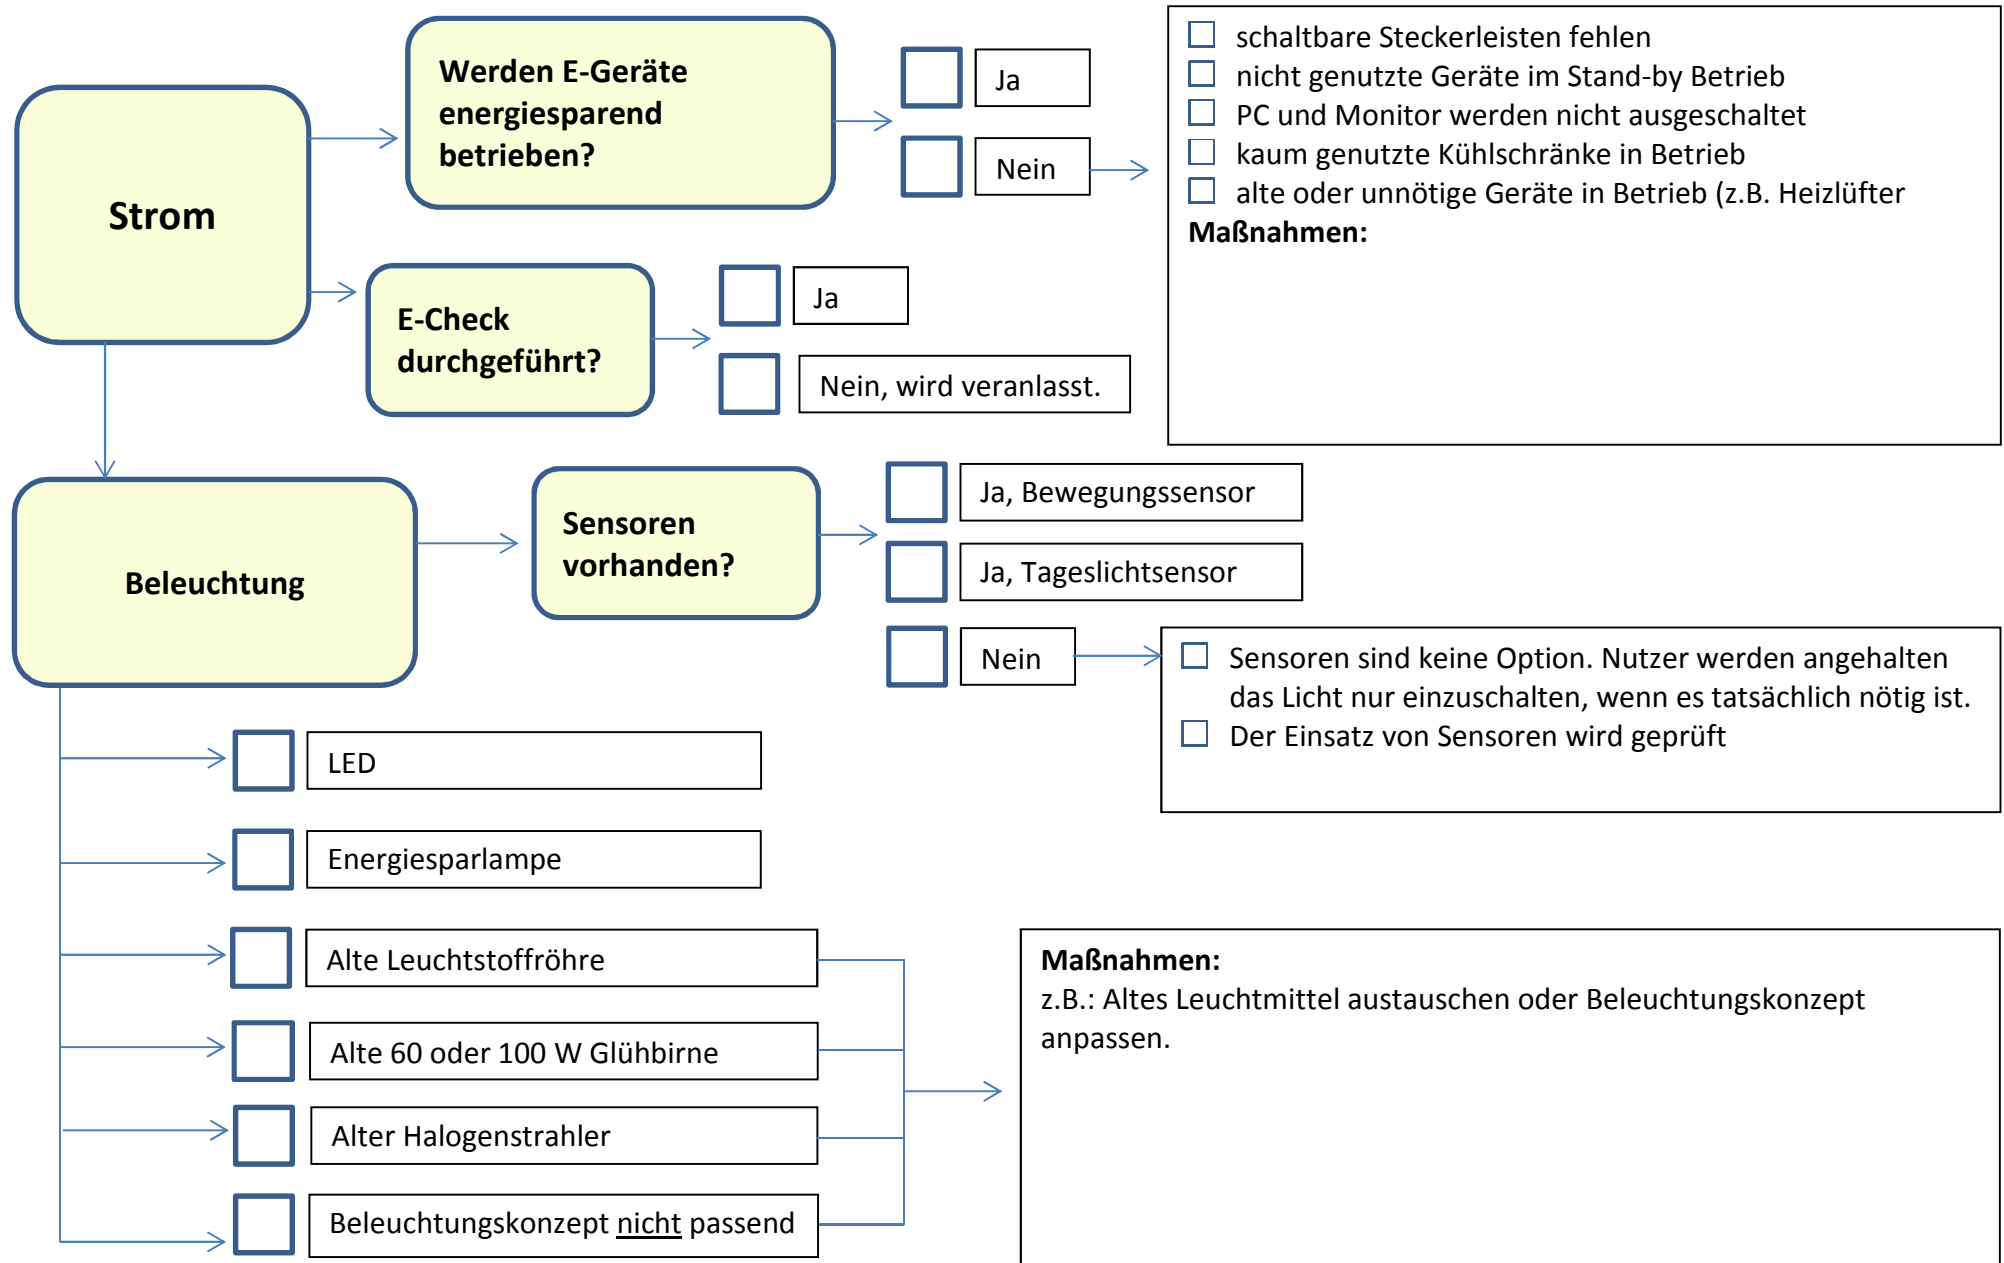 Strom
Werden E-Geräte
energiesparend
betrieben?
Ja
Nein
schaltbare Steckerleisten fehlen
nicht genutzte Geräte im Stand-by Betrieb
PC und Monitor werden nicht ausgeschaltet
kaum genutzte Kühlschränke in Betrieb
alte oder unnötige Geräte in Betrieb (z.B. Heizlüfter
Maßnahmen:
E-Check
durchgeführt?
Ja
Nein, wird veranlasst.
Beleuchtung
Sensoren
vorhanden?
Ja, Bewegungssensor
Ja, Tageslichtsensor
Nein
Sensoren sind keine Option. Nutzer werden angehalten
das Licht nur einzuschalten, wenn es tatsächlich nötig ist.
Der Einsatz von Sensoren wird geprüft
LED
Energiesparlampe
Alte Leuchtstoffröhre
Alte 60 oder 100 W Glühbirne
Alter Halogenstrahler
Beleuchtungskonzept nicht passend
Maßnahmen:
z.B.: Altes Leuchtmittel austauschen oder Beleuchtungskonzept
anpassen.